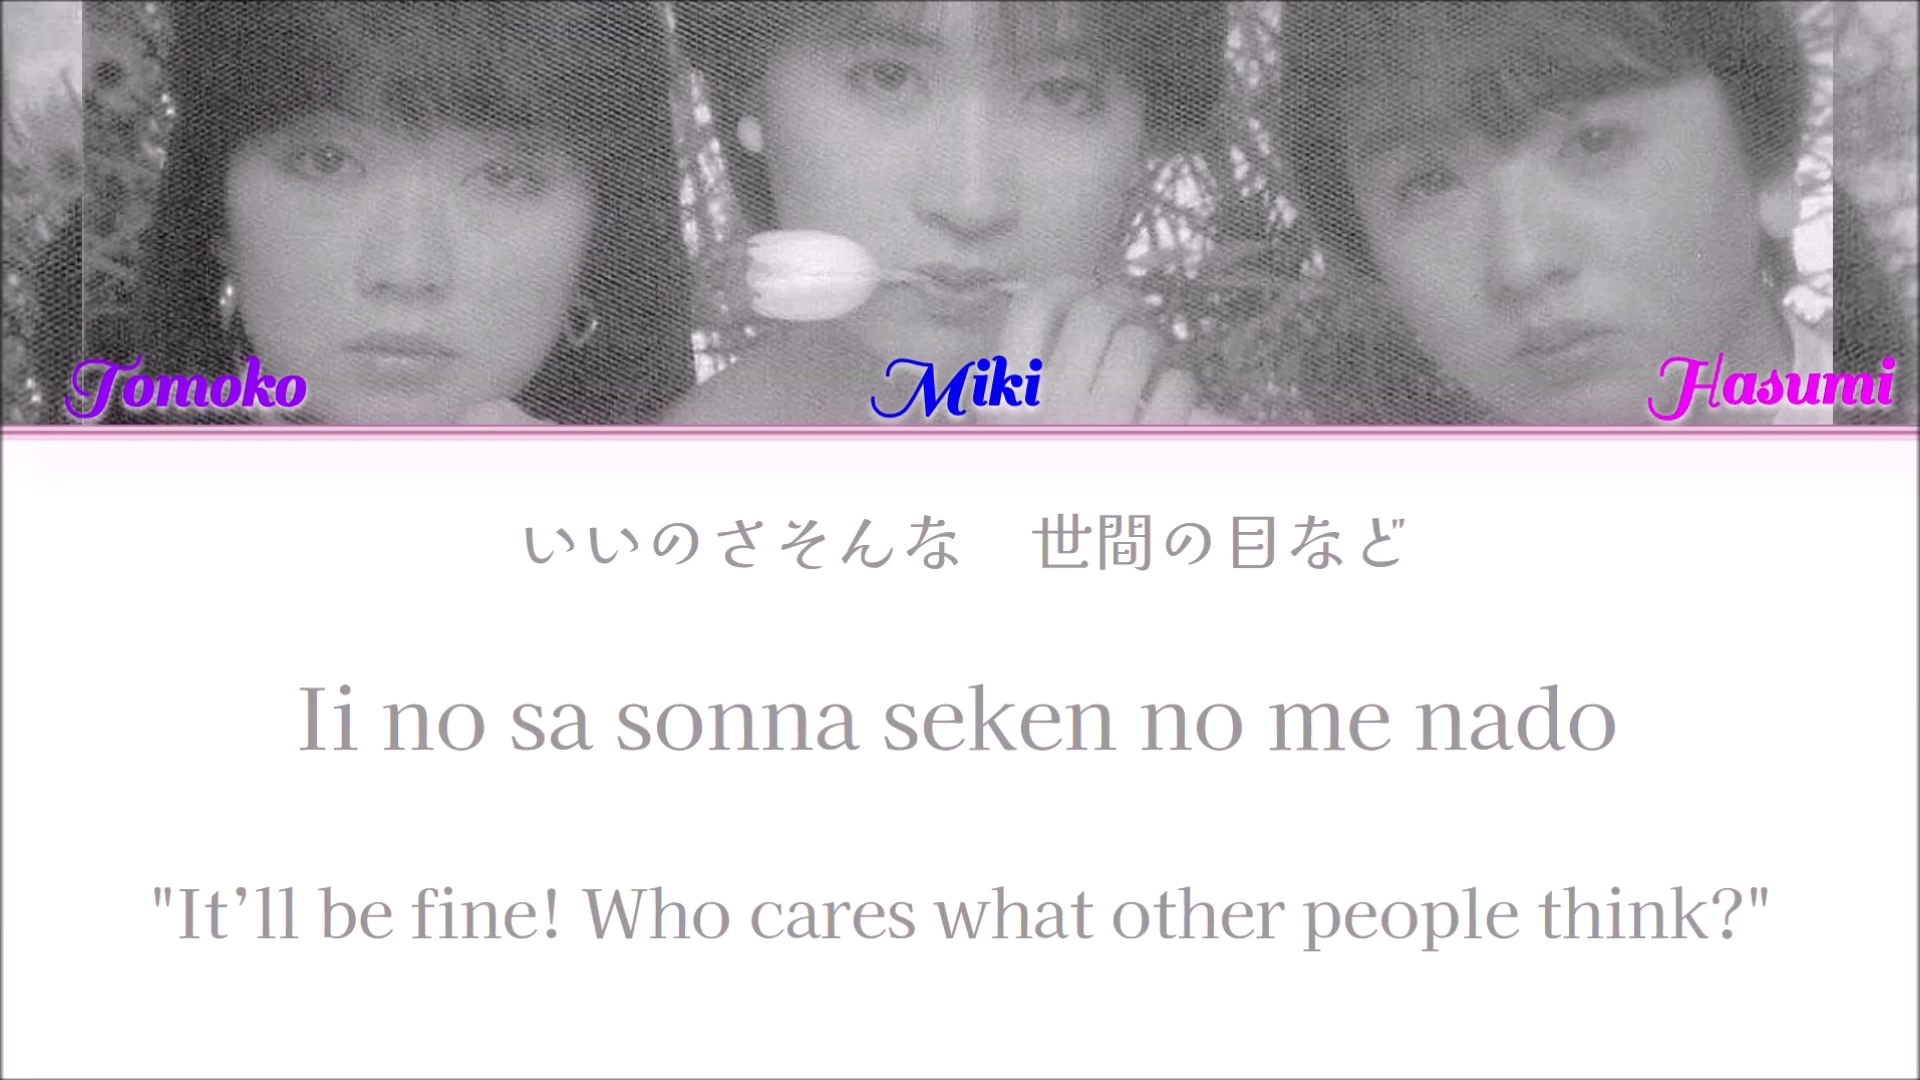 Tomoko Miki Hasumi
いいのさそんな　世間の目など
Ii no sa sonna seken no me nado
"It’ll be fine! Who cares what other people think?"